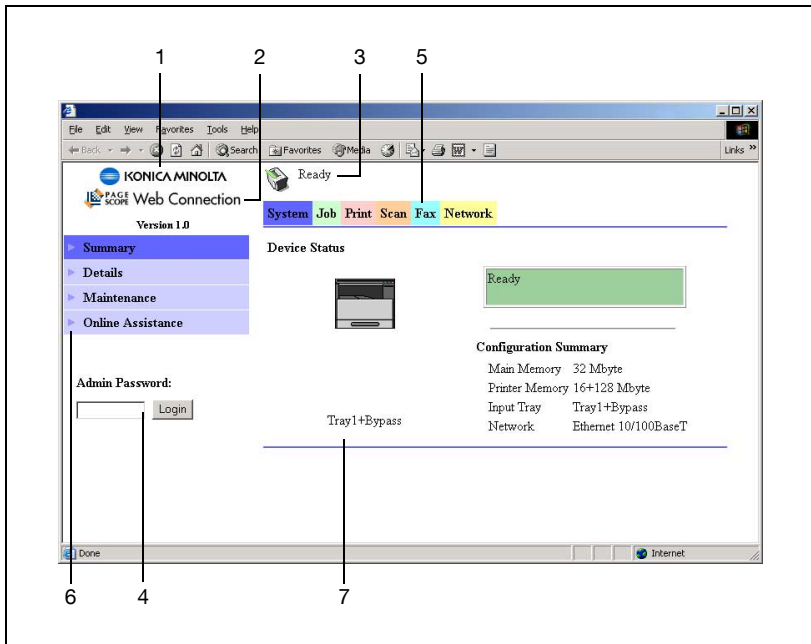 1 2 3 5
File Edit View Favorites Tools Help
Back Search Favorites Media Links »
KONICA MINOLTA
Ready
PAGE SCOPE Web Connection
Version 1.0
System Job Print Scan Fax Network
Summary
Details
Maintenance
Online Assistance
Admin Password:
Login
Device Status
Ready
Tray1+Bypass
Configuration Summary
Main Memory 32 Mbyte
Printer Memory 16+128 Mbyte
Input Tray Tray1+Bypass
Network Ethernet 10/100BaseT
Done Internet
6 4 7